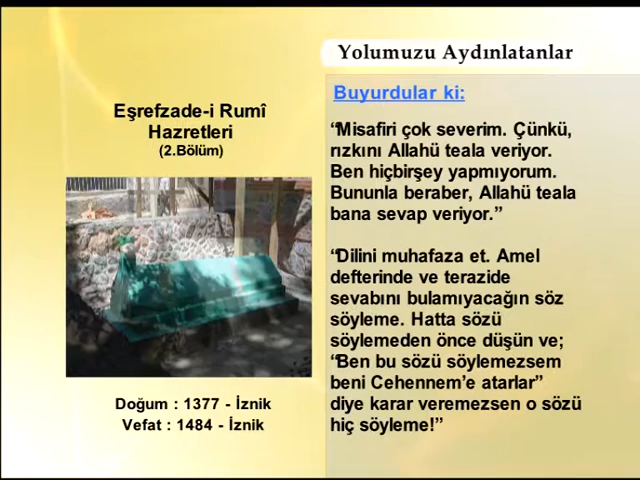 Yolumuzu Aydınlatanlar
Eşrefzade-i Rumî
Hazretleri
(2.Bölüm)
Doğum : 1377 - İznik
Vefat : 1484 - İznik
Buyurdular ki:
“Misafiri çok severim. Çünkü,
rızkını Allahü teala veriyor.
Ben hiçbirşey yapmıyorum.
Bununla beraber, Allahü teala
bana sevap veriyor.”
“Dilini muhafaza et. Amel
defterinde ve terazide
sevabını bulamıyacağın söz
söyleme. Hatta sözü
söylemeden önce düşün ve;
“Ben bu sözü söylemezsem
beni Cehennem’e atarlar”
diye karar veremezsen o sözü
hiç söyleme!”